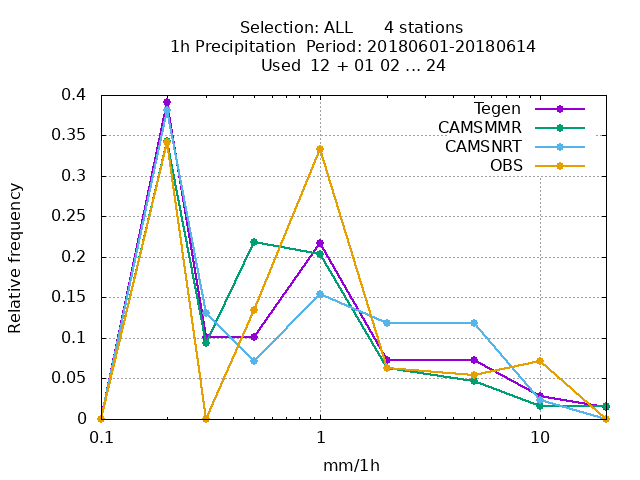 Selection: ALL      4 stations
1h Precipitation  Period: 20180601-20180614
Used  12 + 01 02 ... 24
Tegen
CAMSMMR
CAMSNRT
OBS
0.4
0.35
0.3
0.25
0.2
0.15
0.1
0.05
0
Relative frequency
0.1
1
10
mm/1h